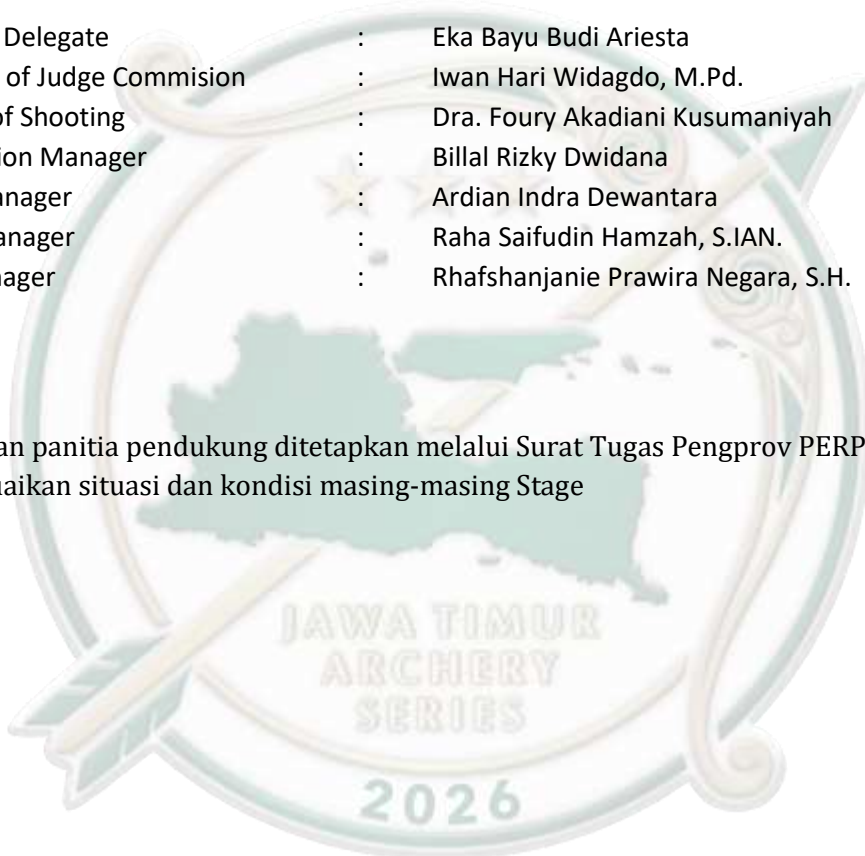 Delegate : Eka Bayu Budi Ariesta
of Judge Commision : Iwan Hari Widagdo, M.Pd.
of Shooting : Dra. Foury Akadiani Kusumaniyah
ion Manager : Billal Rizky Dwidana
anager : Ardian Indra Dewantara
anager : Raha Saifudin Hamzah, S.IAN.
nager : Rhafshanjanie Prawira Negara, S.H.
an panitia pendukung ditetapkan melalui Surat Tugas Pengprov PERP
uaikan situasi dan kondisi masing-masing Stage
JAWA TIMUR
ARCHERY
SERIES
2026